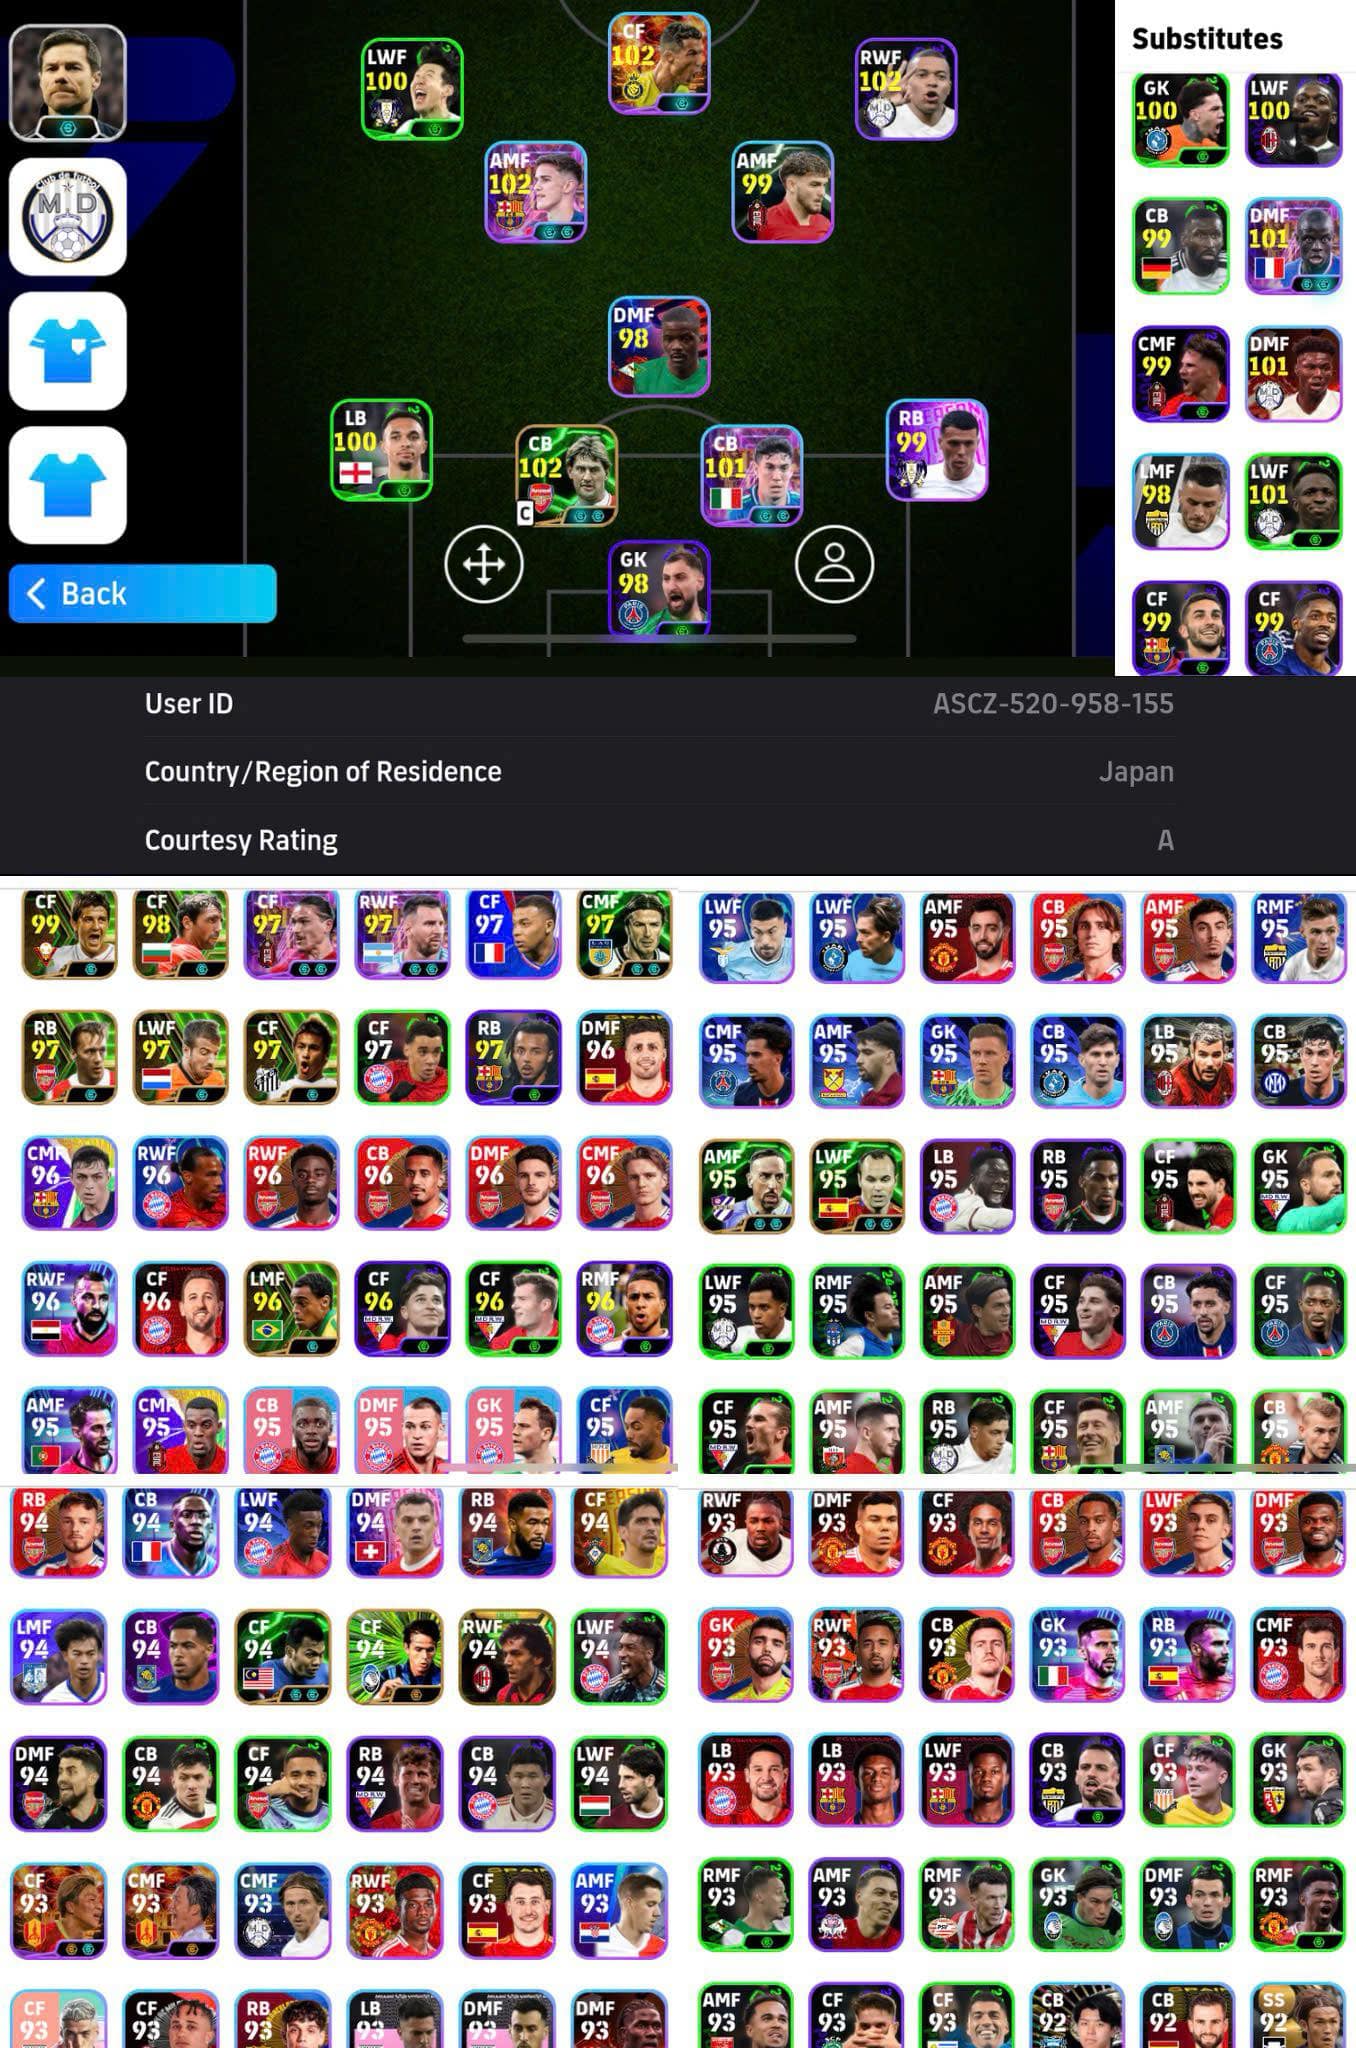 Substitutes
LWF
100
CF
102
RWF
102
GK
100
LWF
100
AMF
102
AMF
99
CB
99
DMF
101
DMF
98
CMF
99
DMF
101
LB
100
CB
102
CB
101
RB
99
C
LMF
98
LWF
101
Back
GK
98
CF
99
CF
99
User ID ASCZ-520-958-155
Country/Region of Residence Japan
Courtesy Rating A
CF CF CF RWF CF CMF
99 98 97 97 97 97
RB LWF CF CF RB DMF
97 97 97 97 97 96
CMF RWF RWF CB DMF CMF
96 96 96 96 96 96
RWF CF LMF CF CF RMF
96 96 96 96 96 96
AMF CMF CB DMF GK CF
95 95 95 95 95 95
LWF LWF AMF CB AMF RMF
95 95 95 95 95 95
CMF AMF GK CB LB CB
95 95 95 95 95 95
AMF LWF LB RB CF GK
95 95 95 95 95 95
LWF RMF AMF CF CB CF
95 95 95 95 95 95
CF AMF RB CF AMF CB
95 95 95 95 95 95
RB CB LWF DMF RB CF
94 94 94 94 94 94
LMF CB CF CF RWF LWF
94 94 94 94 94 94
DMF CB CF RB CB LWF
94 94 94 94 94 94
CF CMF CMF RWF CF AMF
93 93 93 93 93 93
CF CF RB LB DMF DMF
93 93 93 93 93 93
RWF DMF CF CB LWF DMF
93 93 93 93 93 93
GK RWF CB GK RB CMF
93 93 93 93 93 93
LB LB LWF CB CF GK
93 93 93 93 93 93
RMF AMF RMF GK DMF RMF
93 93 93 93 93 93
AMF CF CF CB CB SS
93 93 93 92 92 92